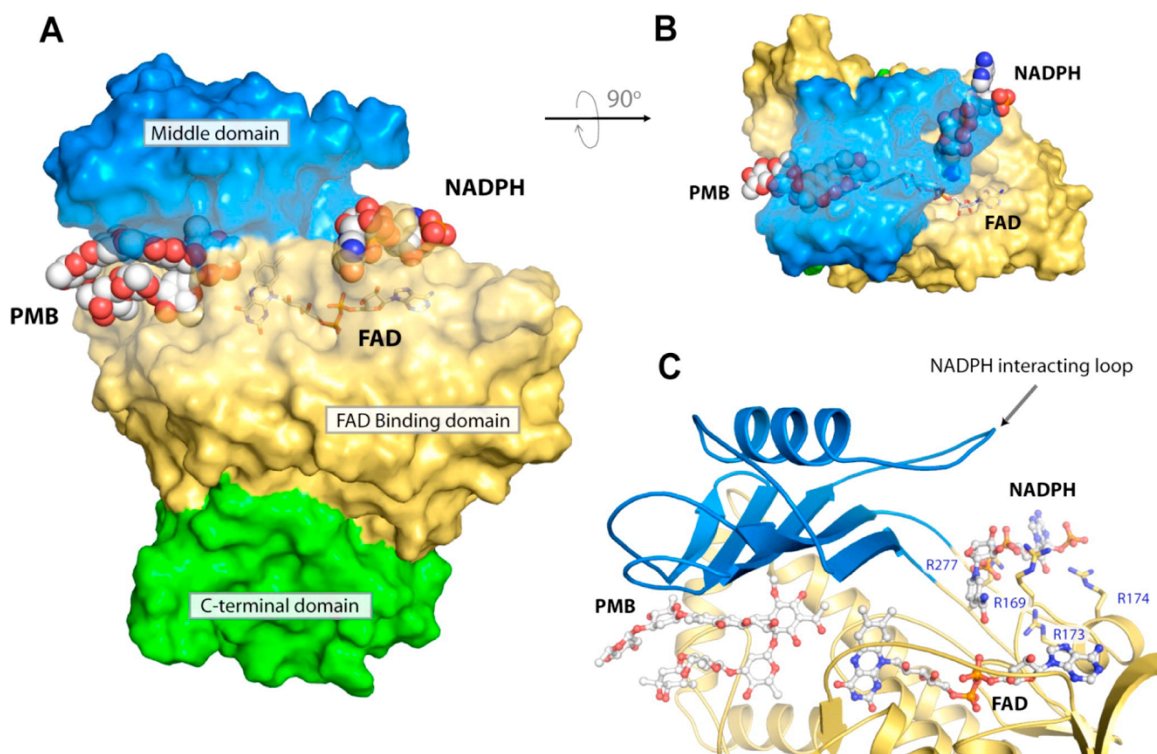 A
Middle domain
NADPH
PMB
FAD
FAD Binding domain
C-terminal domain
90°
B
NADPH
PMB
FAD
C
NADPH interacting loop
NADPH
R277
R169
R174
PMB
R173
FAD